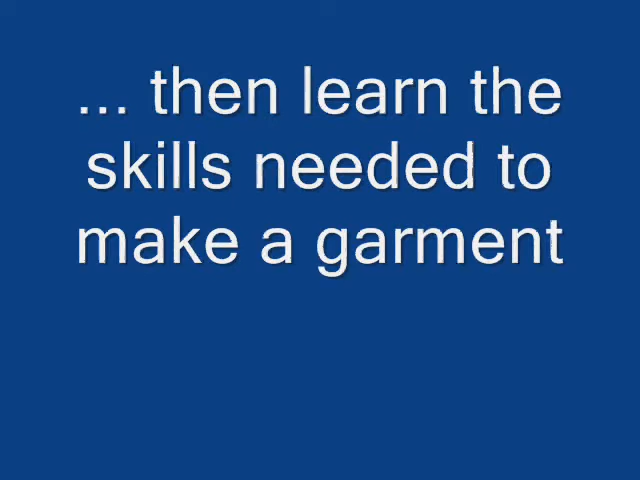 ... then learn the
skills needed to
make a garment